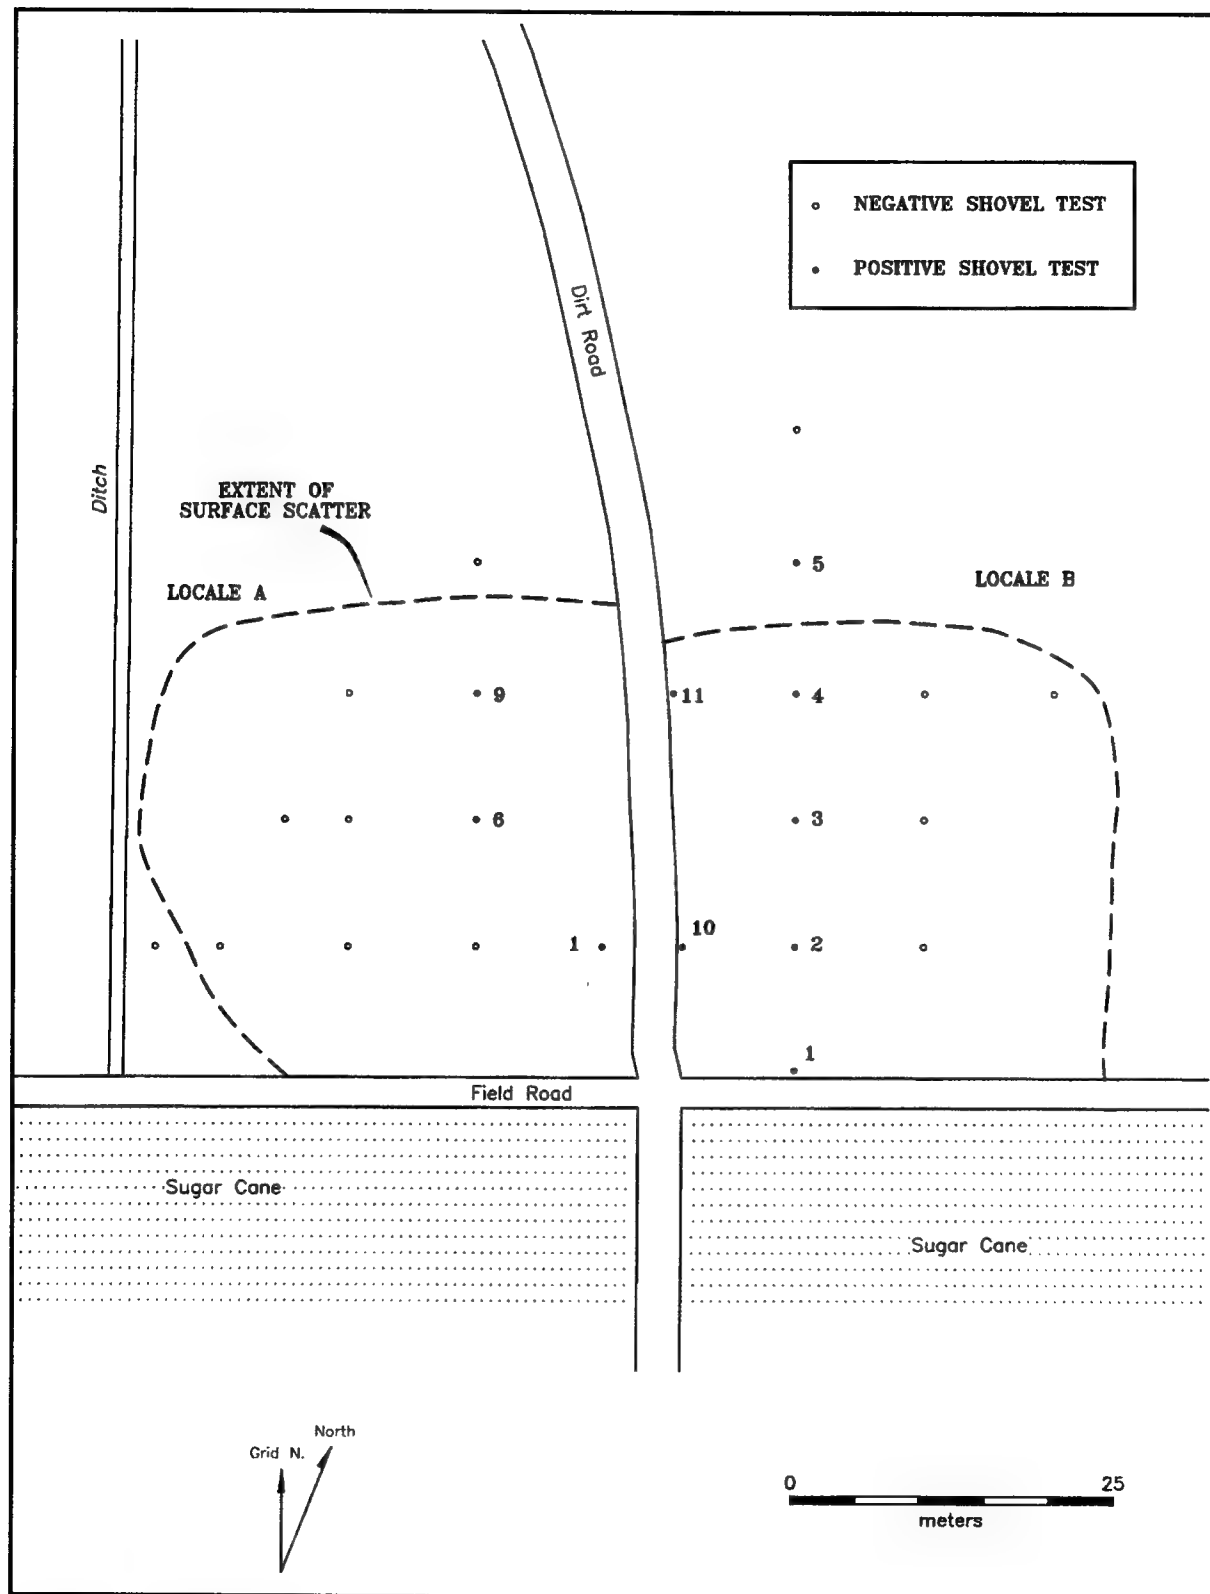 NEGATIVE SHOVEL TEST
POSITIVE SHOVEL TEST
Dirt Road
Ditch
EXTENT OF
SURFACE SCATTER
LOCALE A
5
LOCALE B
9
11
4
6
3
1
10
2
1
Field Road
Sugar Cane
Sugar Cane
North
Grid N.
0
25
meters